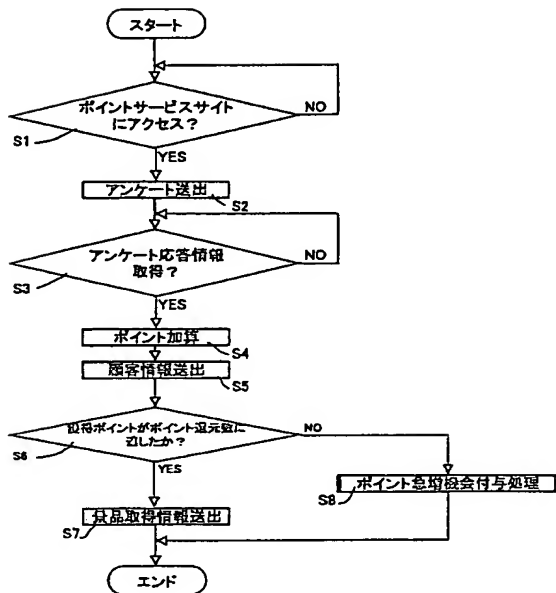 スタート
ポイントサービスサイト
にアクセス？
NO
S1
YES
アンケート送出
S2
アンケート応答情報
取得？
NO
S3
YES
ポイント加算
S4
顧客情報送出
S5
取得ポイントがポイント還元数に
達したか？
NO
S6
YES
ポイント急増機会付与処理
S8
景品取得情報送出
S7
エンド